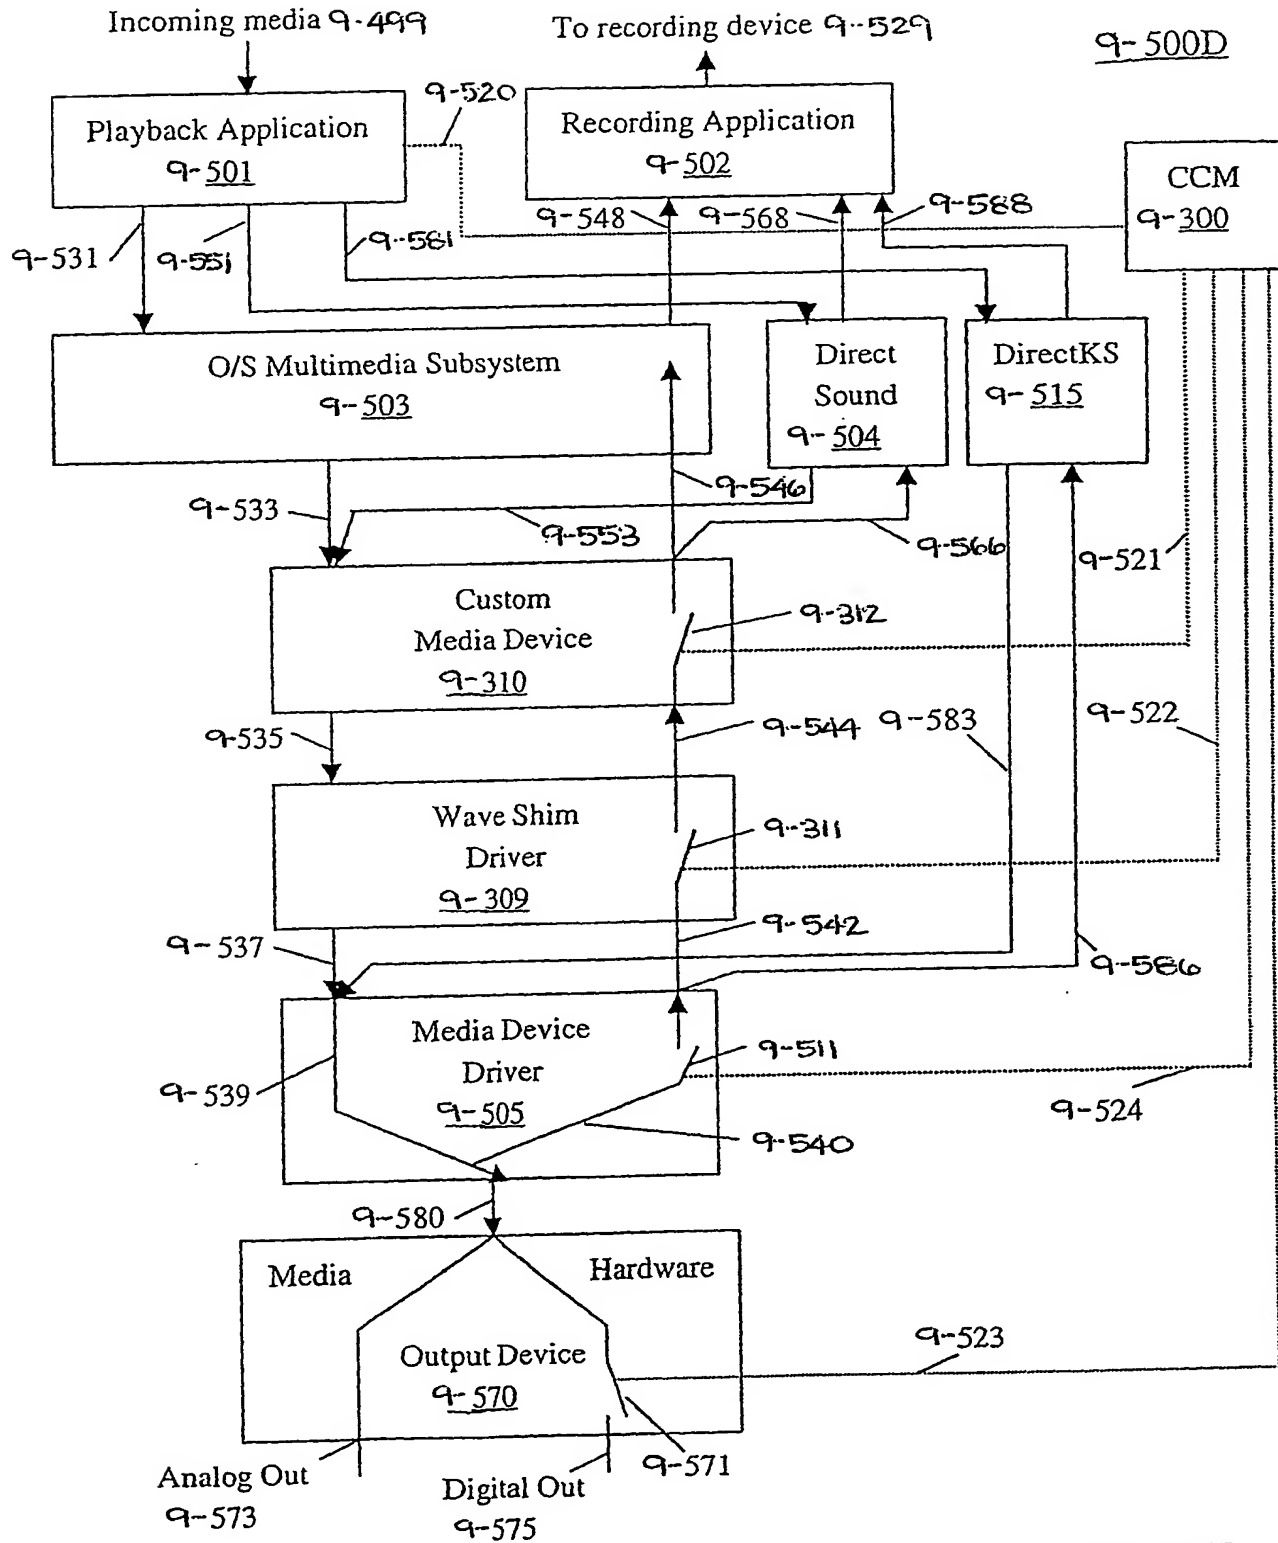 Incoming media 9-499
To recording device 9-529
9-500D
9-520
Playback Application
9-501
Recording Application
9-502
CCM
9-300
9-531
9-551
9-581
9-548
9-568
9-588
O/S Multimedia Subsystem
9-503
Direct
Sound
9-504
DirectKS
9-515
9-533
9-553
9-546
9-566
9-521
Custom
Media Device
9-310
9-312
9-535
9-544
9-583
9-522
Wave Shim
Driver
9-309
9-311
9-537
9-542
9-586
Media Device
Driver
9-505
9-511
9-539
9-540
9-524
9-580
Media
Hardware
Output Device
9-570
9-523
9-571
Analog Out
9-573
Digital Out
9-575